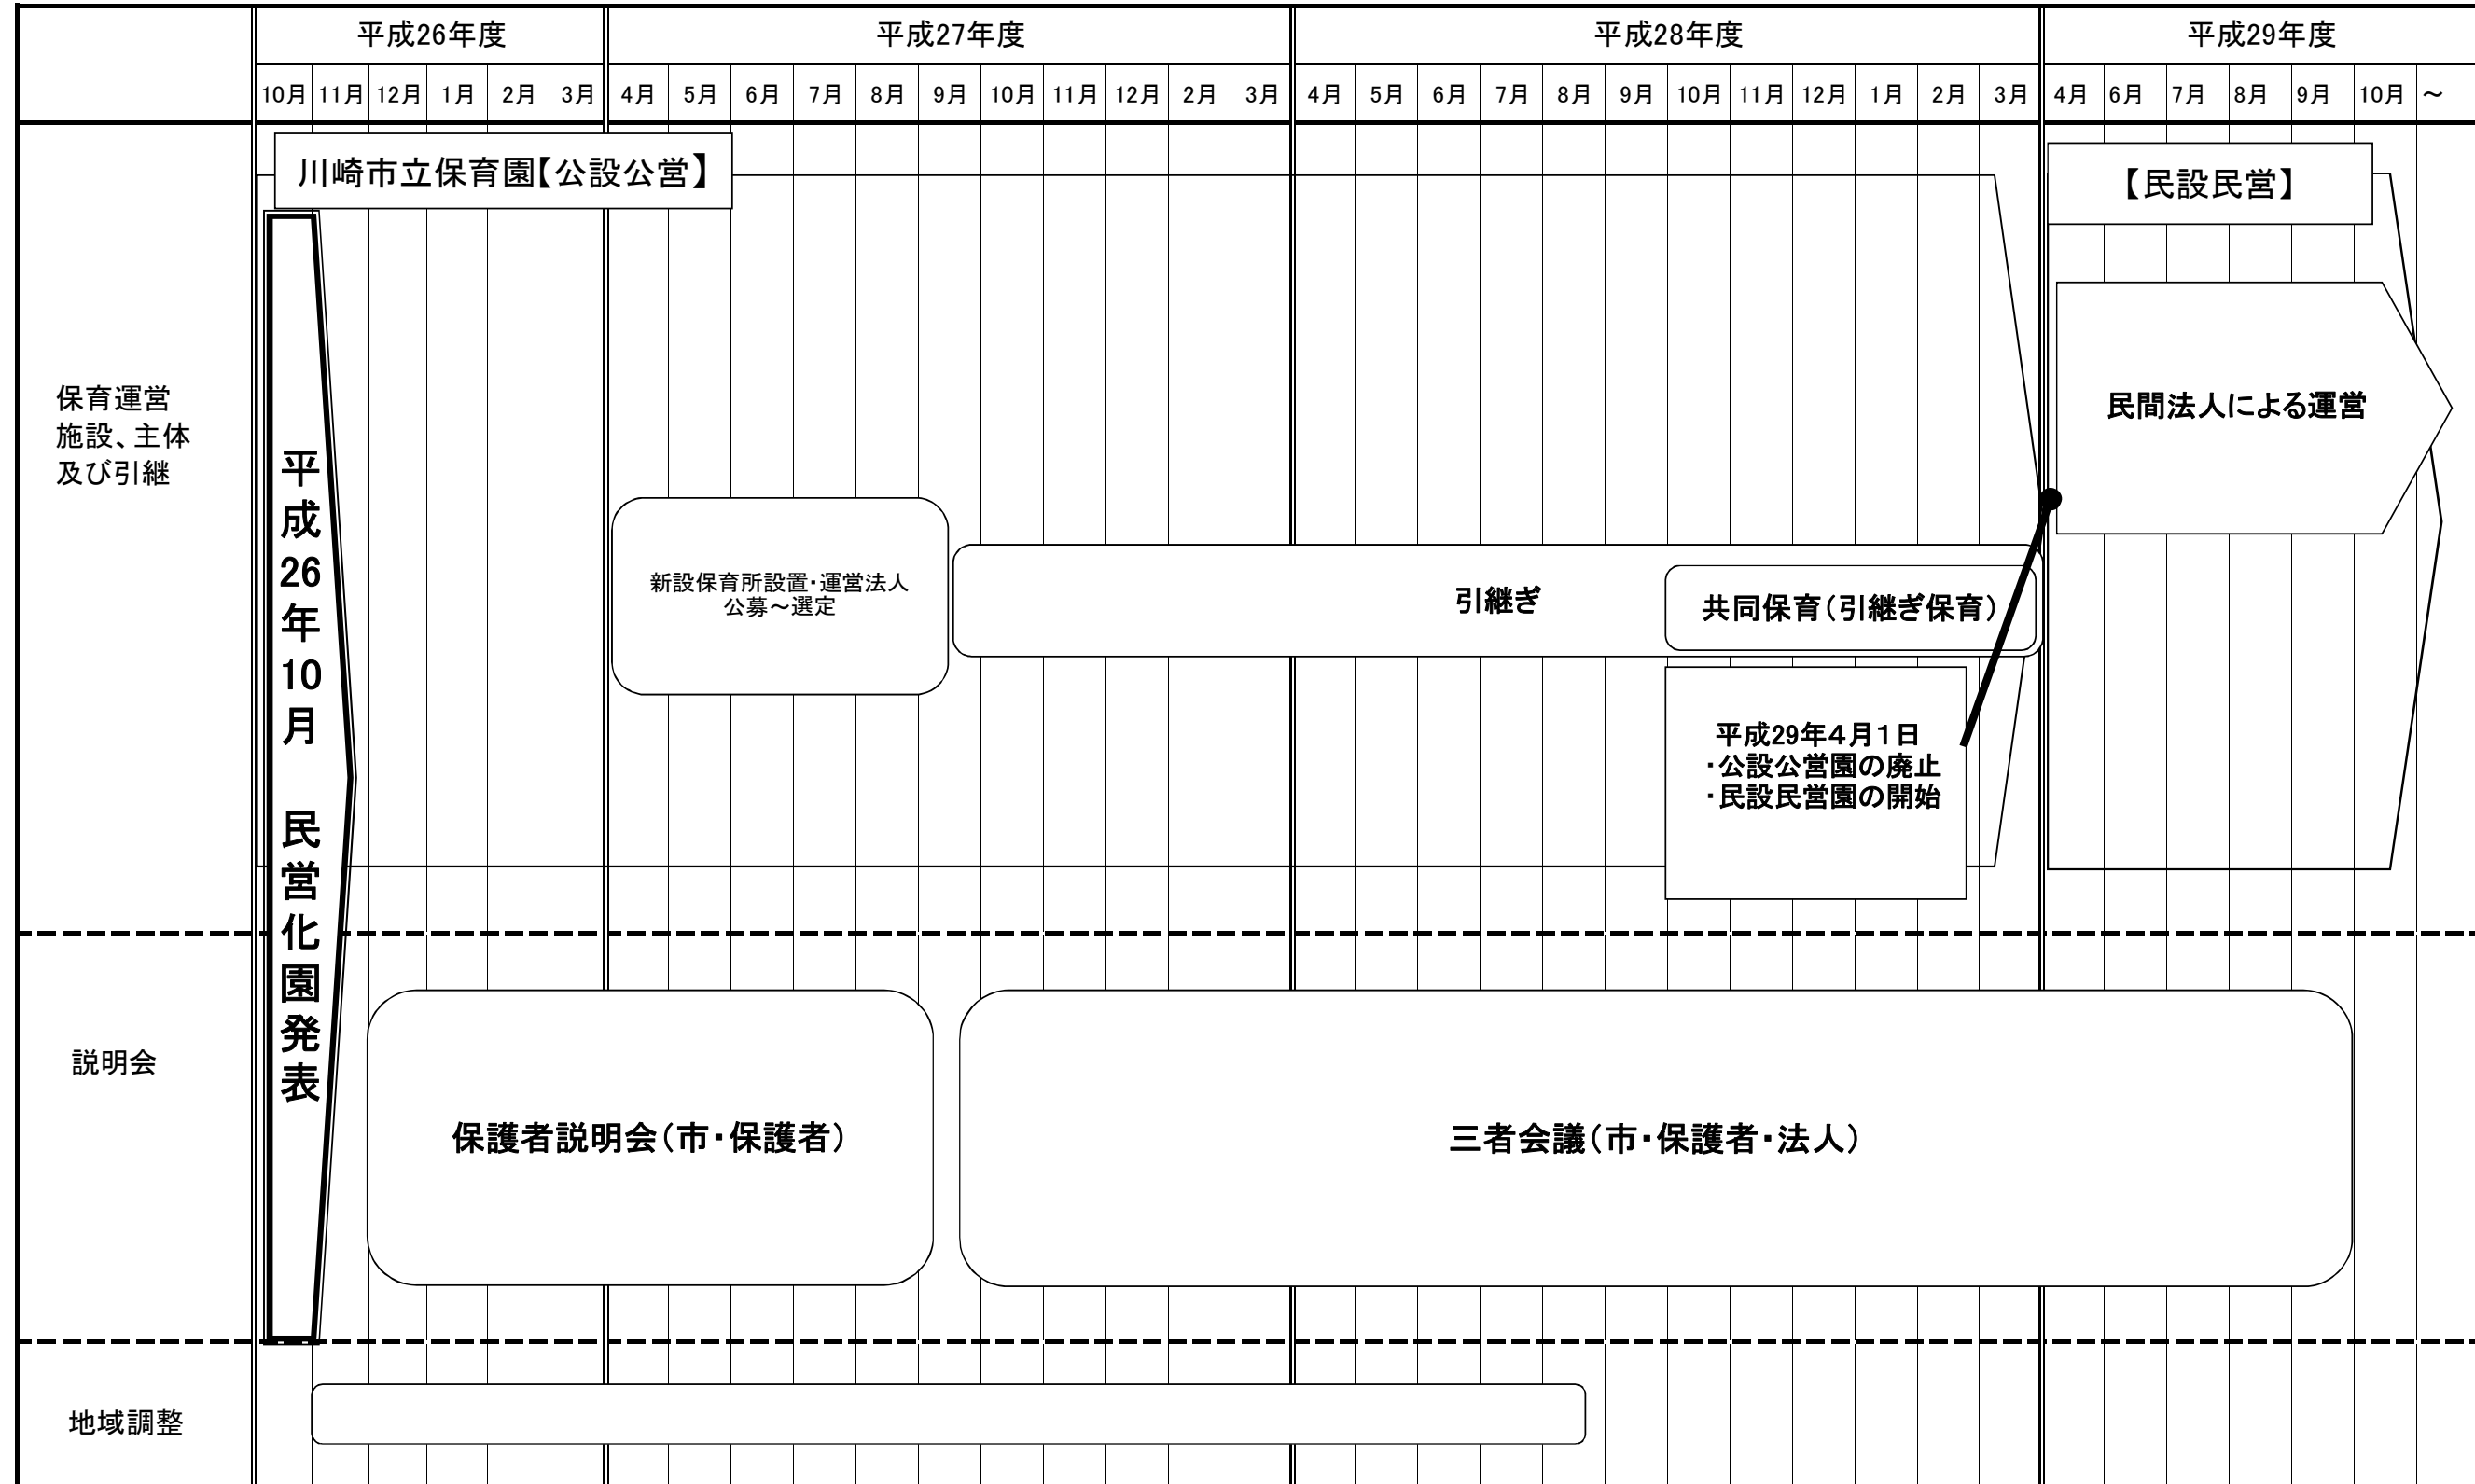 平成26年度
平成27年度
平成28年度
平成29年度
10月 11月 12月 1月 2月 3月 4月 5月 6月 7月 8月 9月 10月 11月 12月 2月 3月 4月 5月 6月 7月 8月 9月 10月 11月 12月 1月 2月 3月 4月 6月 7月 8月 9月 10月 ～
保育運営
施設、主体
及び引継
川崎市立保育園【公設公営】
【民設民営】
平成26年10月　民営化園発表
民間法人による運営
新設保育所設置・運営法人
公募～選定
引継ぎ
共同保育（引継ぎ保育）
平成29年４月１日
・公設公営園の廃止
・民設民営園の開始
説明会
保護者説明会（市・保護者）
三者会議（市・保護者・法人）
地域調整